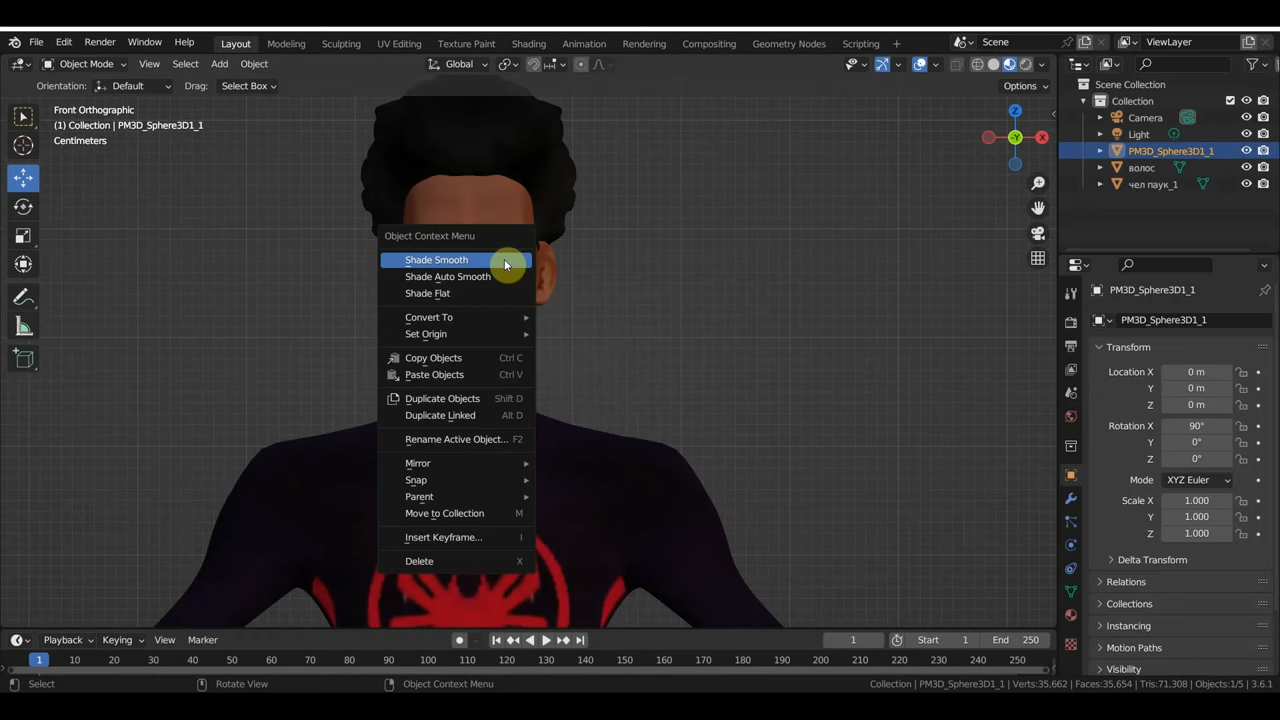 File Edit Render Window Help Layout Modeling Sculpting UV Editing Texture Paint Shading Animation Rendering Compositing Geometry Nodes Scripting + Scene ViewLayer
Object Mode View Select Add Object Global
Orientation: Default Drag: Select Box Options
Front Orthographic
(1) Collection | PM3D_Sphere3D1_1
Centimeters
Z
-Y
X
Object Context Menu
Shade Smooth
Shade Auto Smooth
Shade Flat
Convert To
Set Origin
Copy Objects Ctrl C
Paste Objects Ctrl V
Duplicate Objects Shift D
Duplicate Linked Alt D
Rename Active Object... F2
Mirror
Snap
Parent
Move to Collection M
Insert Keyframe... I
Delete X
Scene Collection
Collection
Camera
Light
PM3D_Sphere3D1_1
волос
чел паук_1
PM3D_Sphere3D1_1
PM3D_Sphere3D1_1
Transform
Location X 0 m
Y 0 m
Z 0 m
Rotation X 90°
Y 0°
Z 0°
Mode XYZ Euler
Scale X 1.000
Y 1.000
Z 1.000
Delta Transform
Relations
Collections
Instancing
Motion Paths
Visibility
Playback Keying View Marker 1 Start 1 End 250
1 10 20 30 40 50 60 70 80 90 100 110 120 130 140 150 160 170 180 190 200 210 220 230 240 250
Select Rotate View Object Context Menu Collection | PM3D_Sphere3D1_1 | Verts:35,662 | Faces:35,654 | Tris:71,308 | Objects:1/5 | 3.6.1